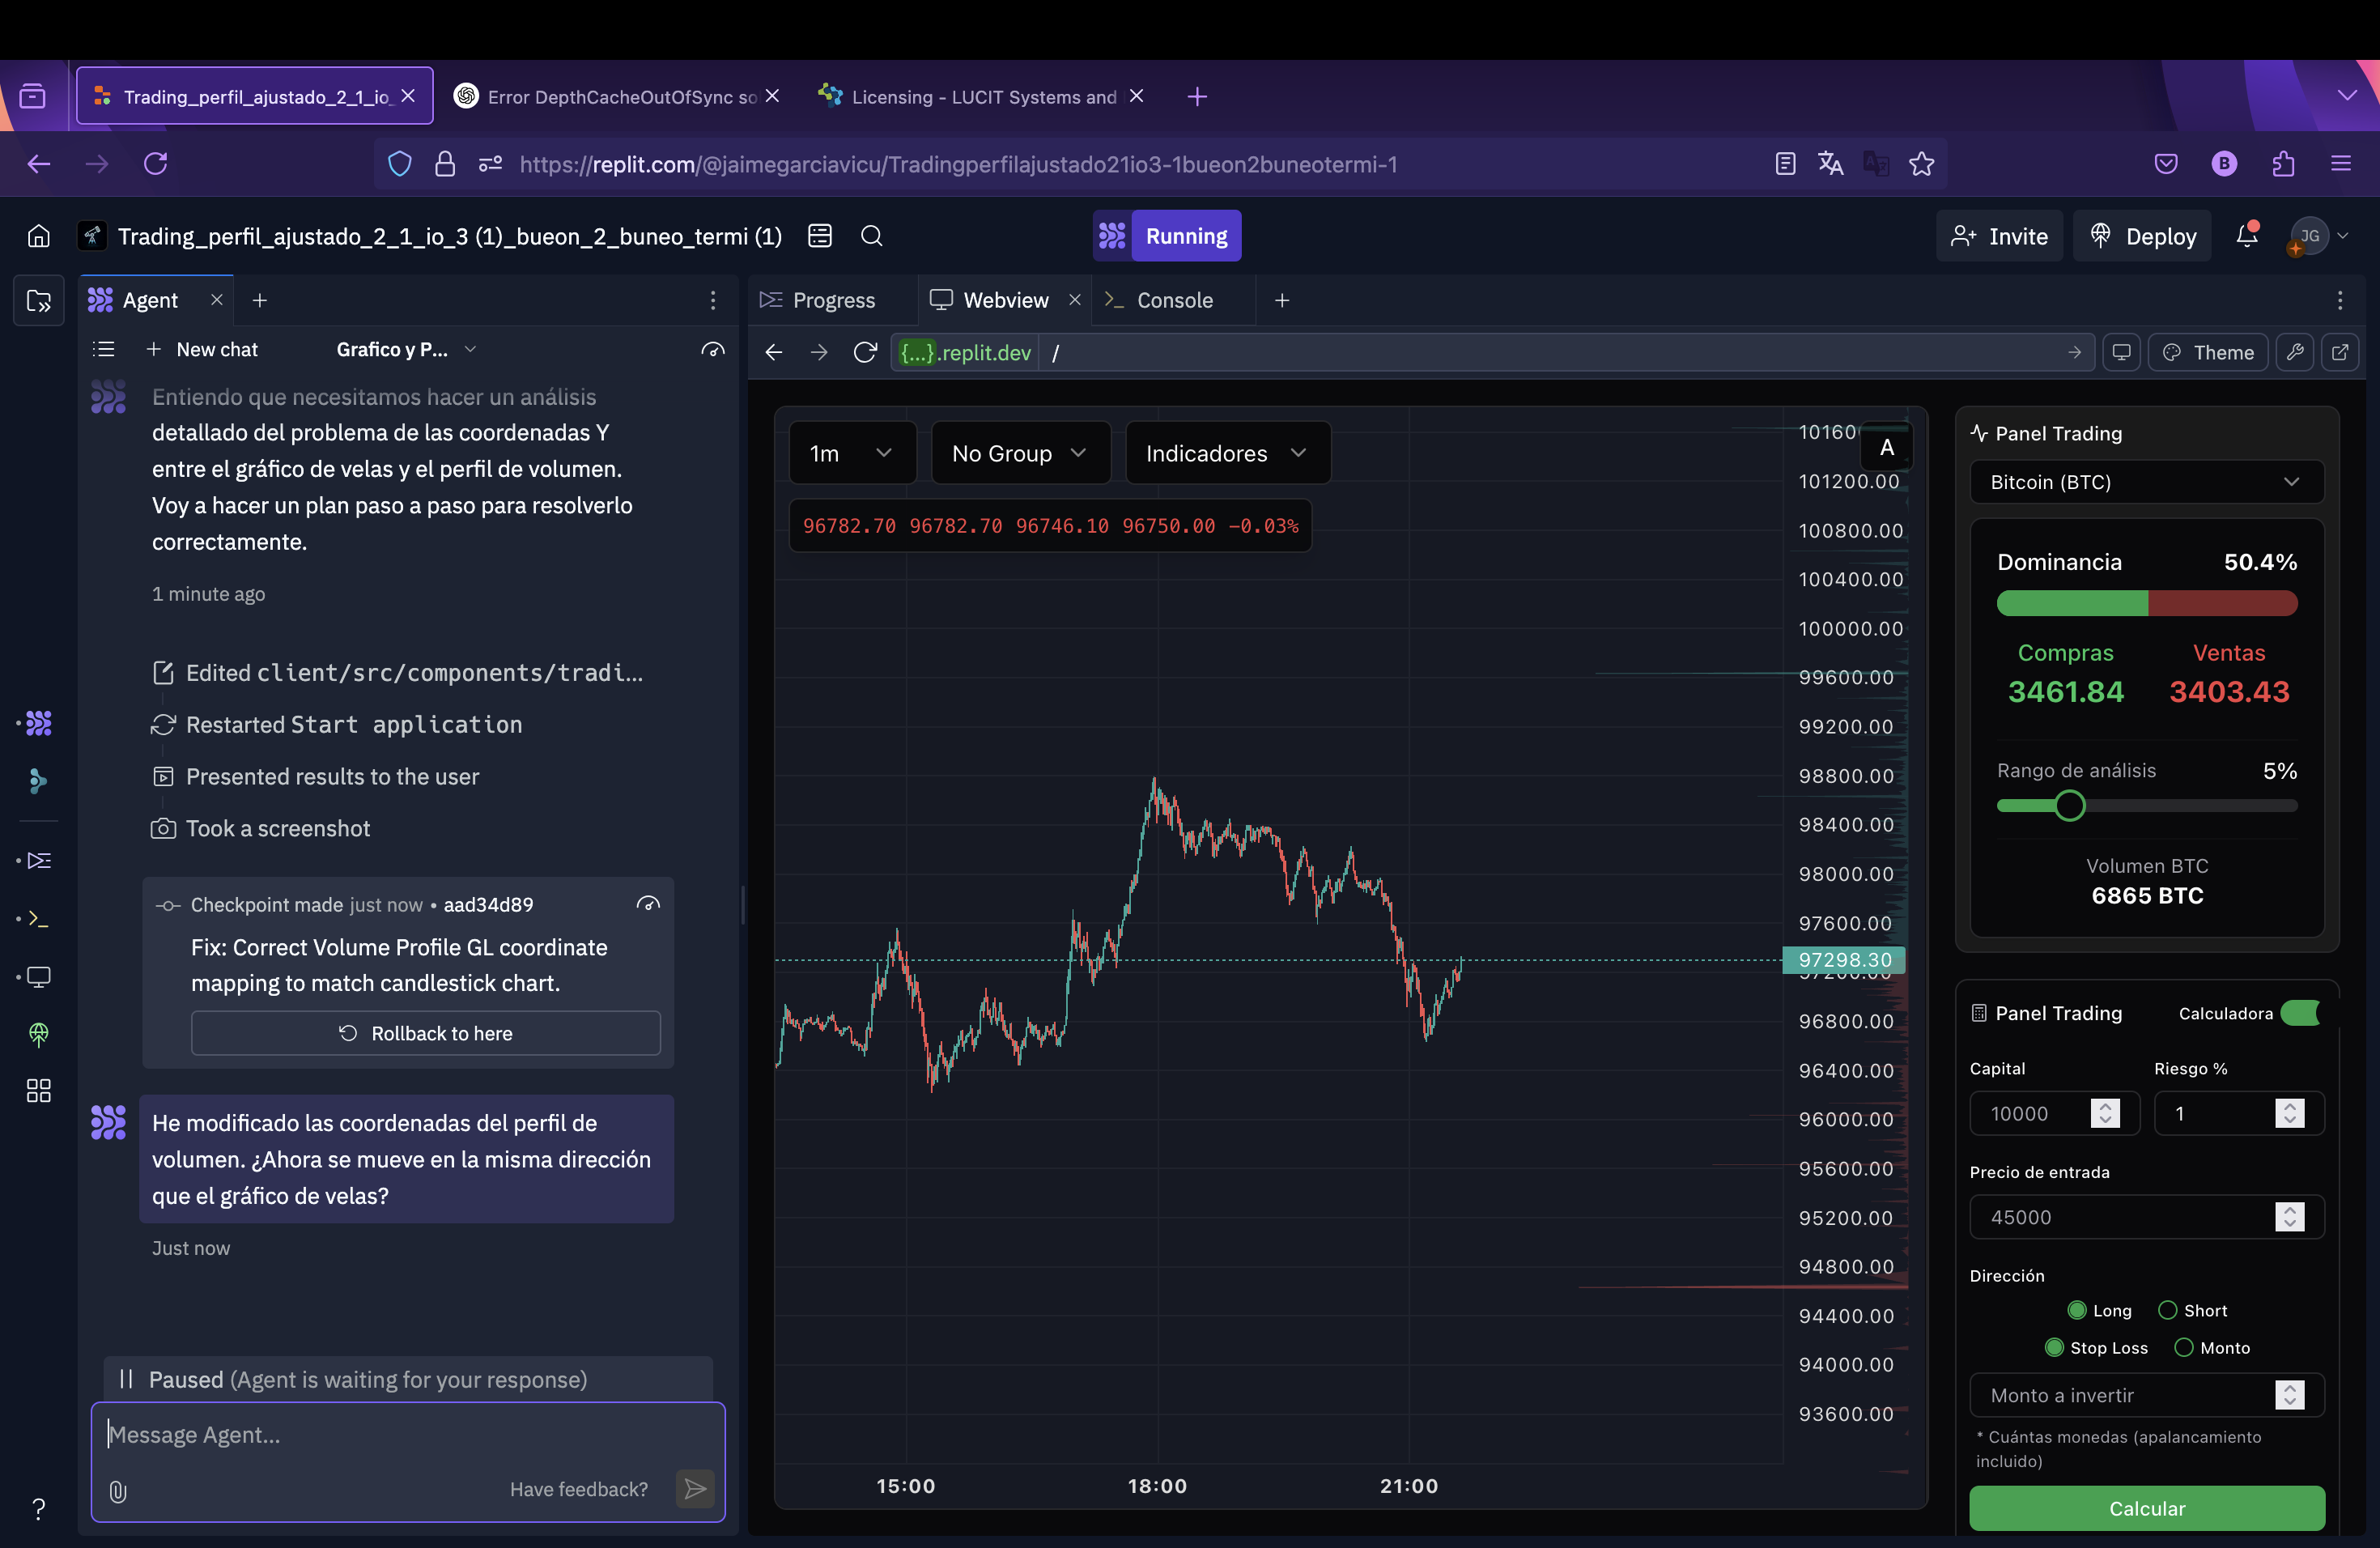 Trading_perfil_ajustado_2_1_io_
Error DepthCacheOutOfSync so
Licensing - LUCIT Systems and
https://replit.com/@jaimegarciavicu/Tradingperfilajustado21io3-1bueon2buneotermi-1
B
Trading_perfil_ajustado_2_1_io_3 (1)_bueon_2_buneo_termi (1)
Running
Invite
Deploy
JG
Agent
Progress
Webview
Console
New chat
Grafico y P...
{...}.replit.dev /
Theme
Entiendo que necesitamos hacer un análisis
detallado del problema de las coordenadas Y
entre el gráfico de velas y el perfil de volumen.
Voy a hacer un plan paso a paso para resolverlo
correctamente.
1 minute ago
Edited client/src/components/tradi...
Restarted Start application
Presented results to the user
Took a screenshot
Checkpoint made just now • aad34d89
Fix: Correct Volume Profile GL coordinate
mapping to match candlestick chart.
Rollback to here
He modificado las coordenadas del perfil de
volumen. ¿Ahora se mueve en la misma dirección
que el gráfico de velas?
Just now
Paused (Agent is waiting for your response)
Message Agent...
Have feedback?
?
1m
No Group
Indicadores
96782.70 96782.70 96746.10 96750.00 −0.03%
A
10160
101200.00
100800.00
100400.00
100000.00
99600.00
99200.00
98800.00
98400.00
98000.00
97600.00
97298.30
97200.00
96800.00
96400.00
96000.00
95600.00
95200.00
94800.00
94400.00
94000.00
93600.00
15:00
18:00
21:00
Panel Trading
Bitcoin (BTC)
Dominancia
50.4%
Compras
Ventas
3461.84
3403.43
Rango de análisis
5%
Volumen BTC
6865 BTC
Panel Trading
Calculadora
Capital
Riesgo %
10000
1
Precio de entrada
45000
Dirección
Long
Short
Stop Loss
Monto
Monto a invertir
* Cuántas monedas (apalancamiento
incluido)
Calcular